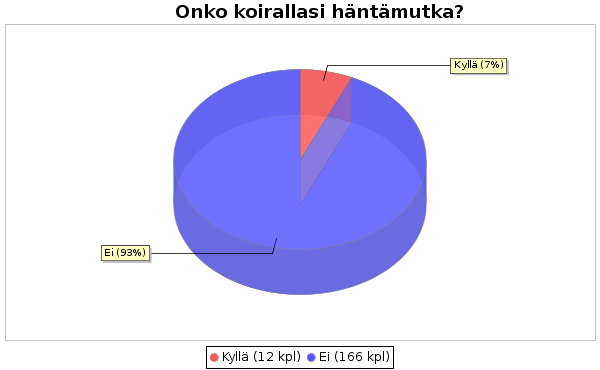 Onko koirallasi häntämutka?
Kyllä (7%)
Ei (93%)
Kyllä (12 kpl) Ei (166 kpl)